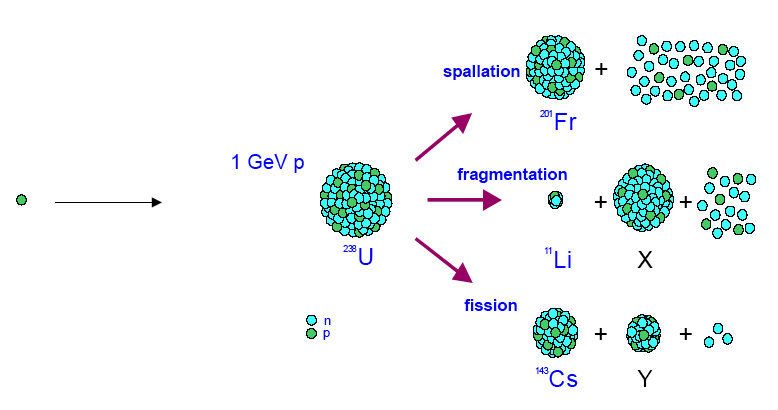 spallation
+
²⁰¹Fr
1 GeV p
fragmentation
+ +
²³⁸U
¹¹Li X
fission
n
p
+ +
¹⁴³Cs Y